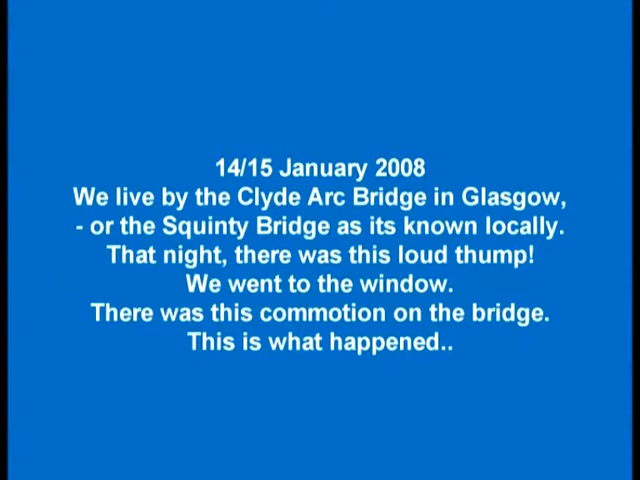 14/15 January 2008
We live by the Clyde Arc Bridge in Glasgow,
- or the Squinty Bridge as its known locally.
That night, there was this loud thump!
We went to the window.
There was this commotion on the bridge.
This is what happened..